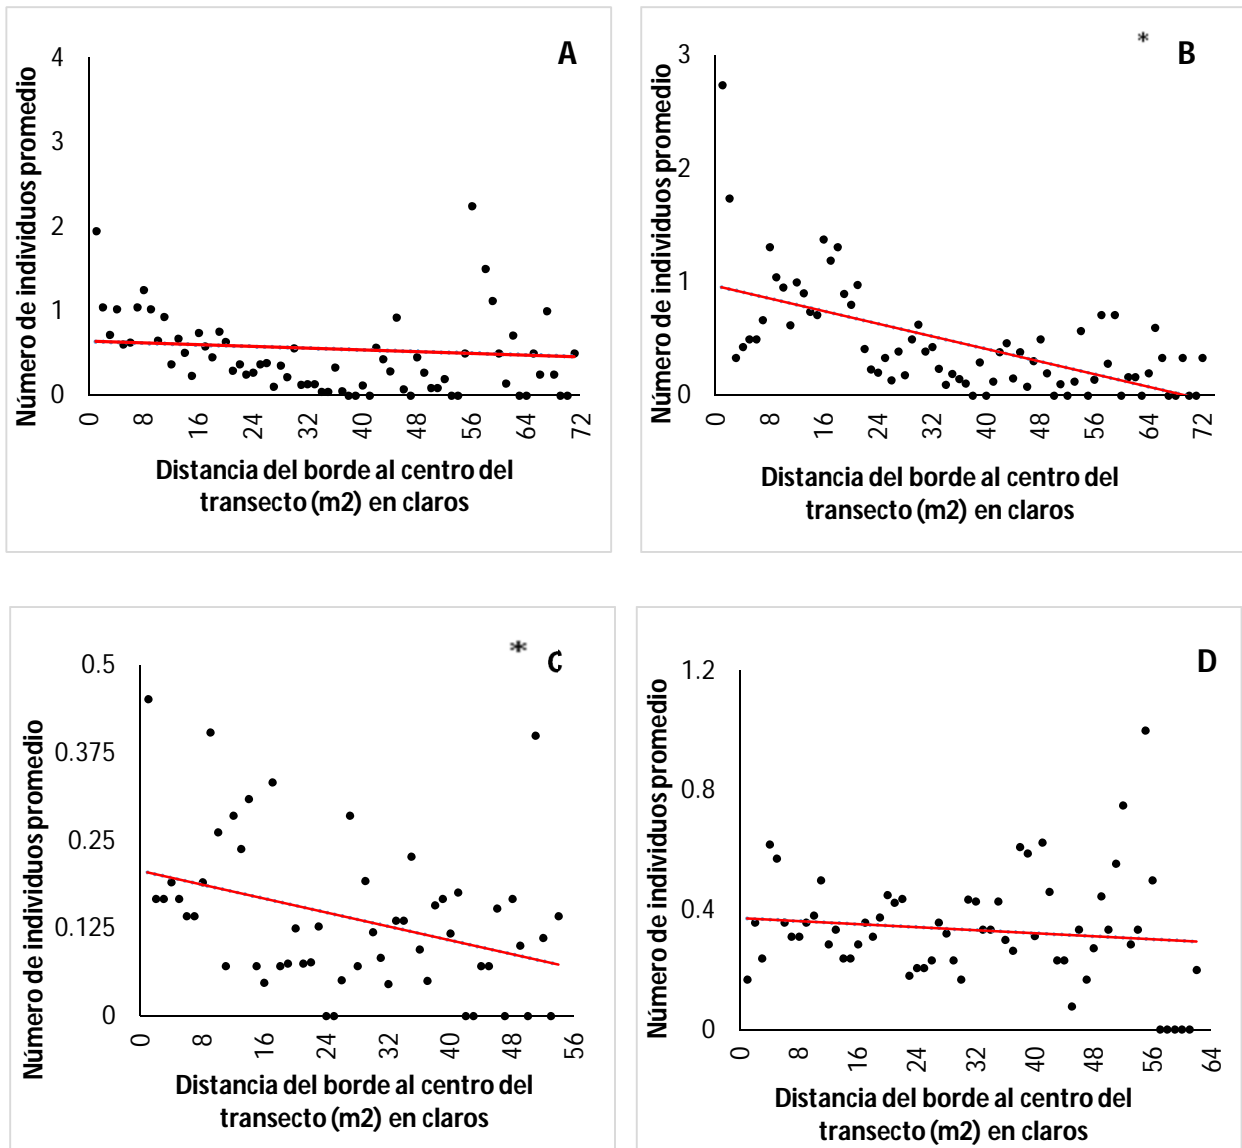 A
Número de individuos promedio
4
3
2
1
0
0 8 16 24 32 40 48 56 64 72
Distancia del borde al centro del
transecto (m2) en claros
* B
Número de individuos promedio
3
2
1
0
0 8 16 24 32 40 48 56 64 72
Distancia del borde al centro del
transecto (m2) en claros
* C
Número de individuos promedio
0.5
0.375
0.25
0.125
0
0 8 16 24 32 40 48 56
Distancia del borde al centro del
transecto (m2) en claros
D
Número de individuos promedio
1.2
0.8
0.4
0
0 8 16 24 32 40 48 56 64
Distancia del borde al centro del
transecto (m2) en claros